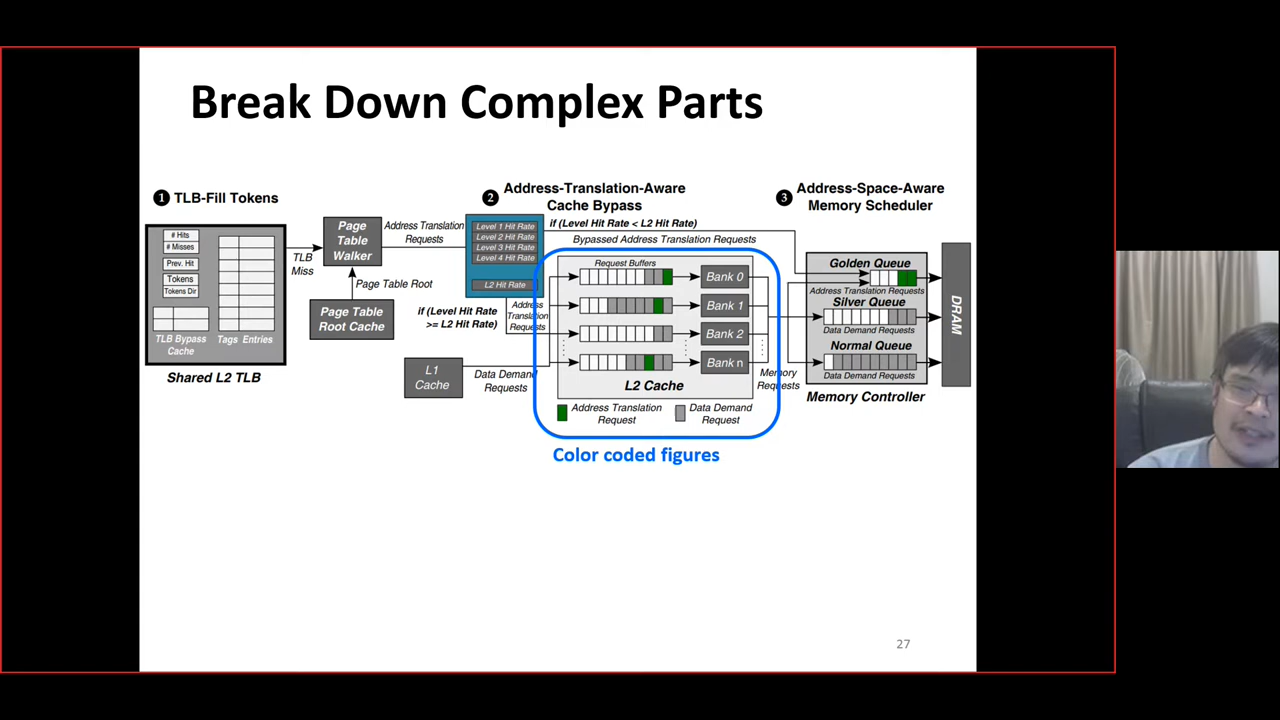 Break Down Complex Parts
1 TLB-Fill Tokens
2 Address-Translation-Aware
Cache Bypass
3 Address-Space-Aware
Memory Scheduler
# Hits
# Misses
Prev. Hit
Tokens
Tokens Dir
TLB Bypass
Cache
Tags Entries
Shared L2 TLB
TLB
Miss
Page
Table
Walker
Page Table Root
Page Table
Root Cache
Address Translation
Requests
Level 1 Hit Rate
Level 2 Hit Rate
Level 3 Hit Rate
Level 4 Hit Rate
L2 Hit Rate
if (Level Hit Rate < L2 Hit Rate)
Bypassed Address Translation Requests
if (Level Hit Rate
>= L2 Hit Rate)
Address
Translation
Requests
L1
Cache
Data Demand
Requests
Request Buffers
Bank 0
Bank 1
Bank 2
Bank n
L2 Cache
Address Translation
Request
Data Demand
Request
Color coded figures
Memory
Requests
Golden Queue
Address Translation Requests
Silver Queue
Data Demand Requests
Normal Queue
Data Demand Requests
Memory Controller
DRAM
27